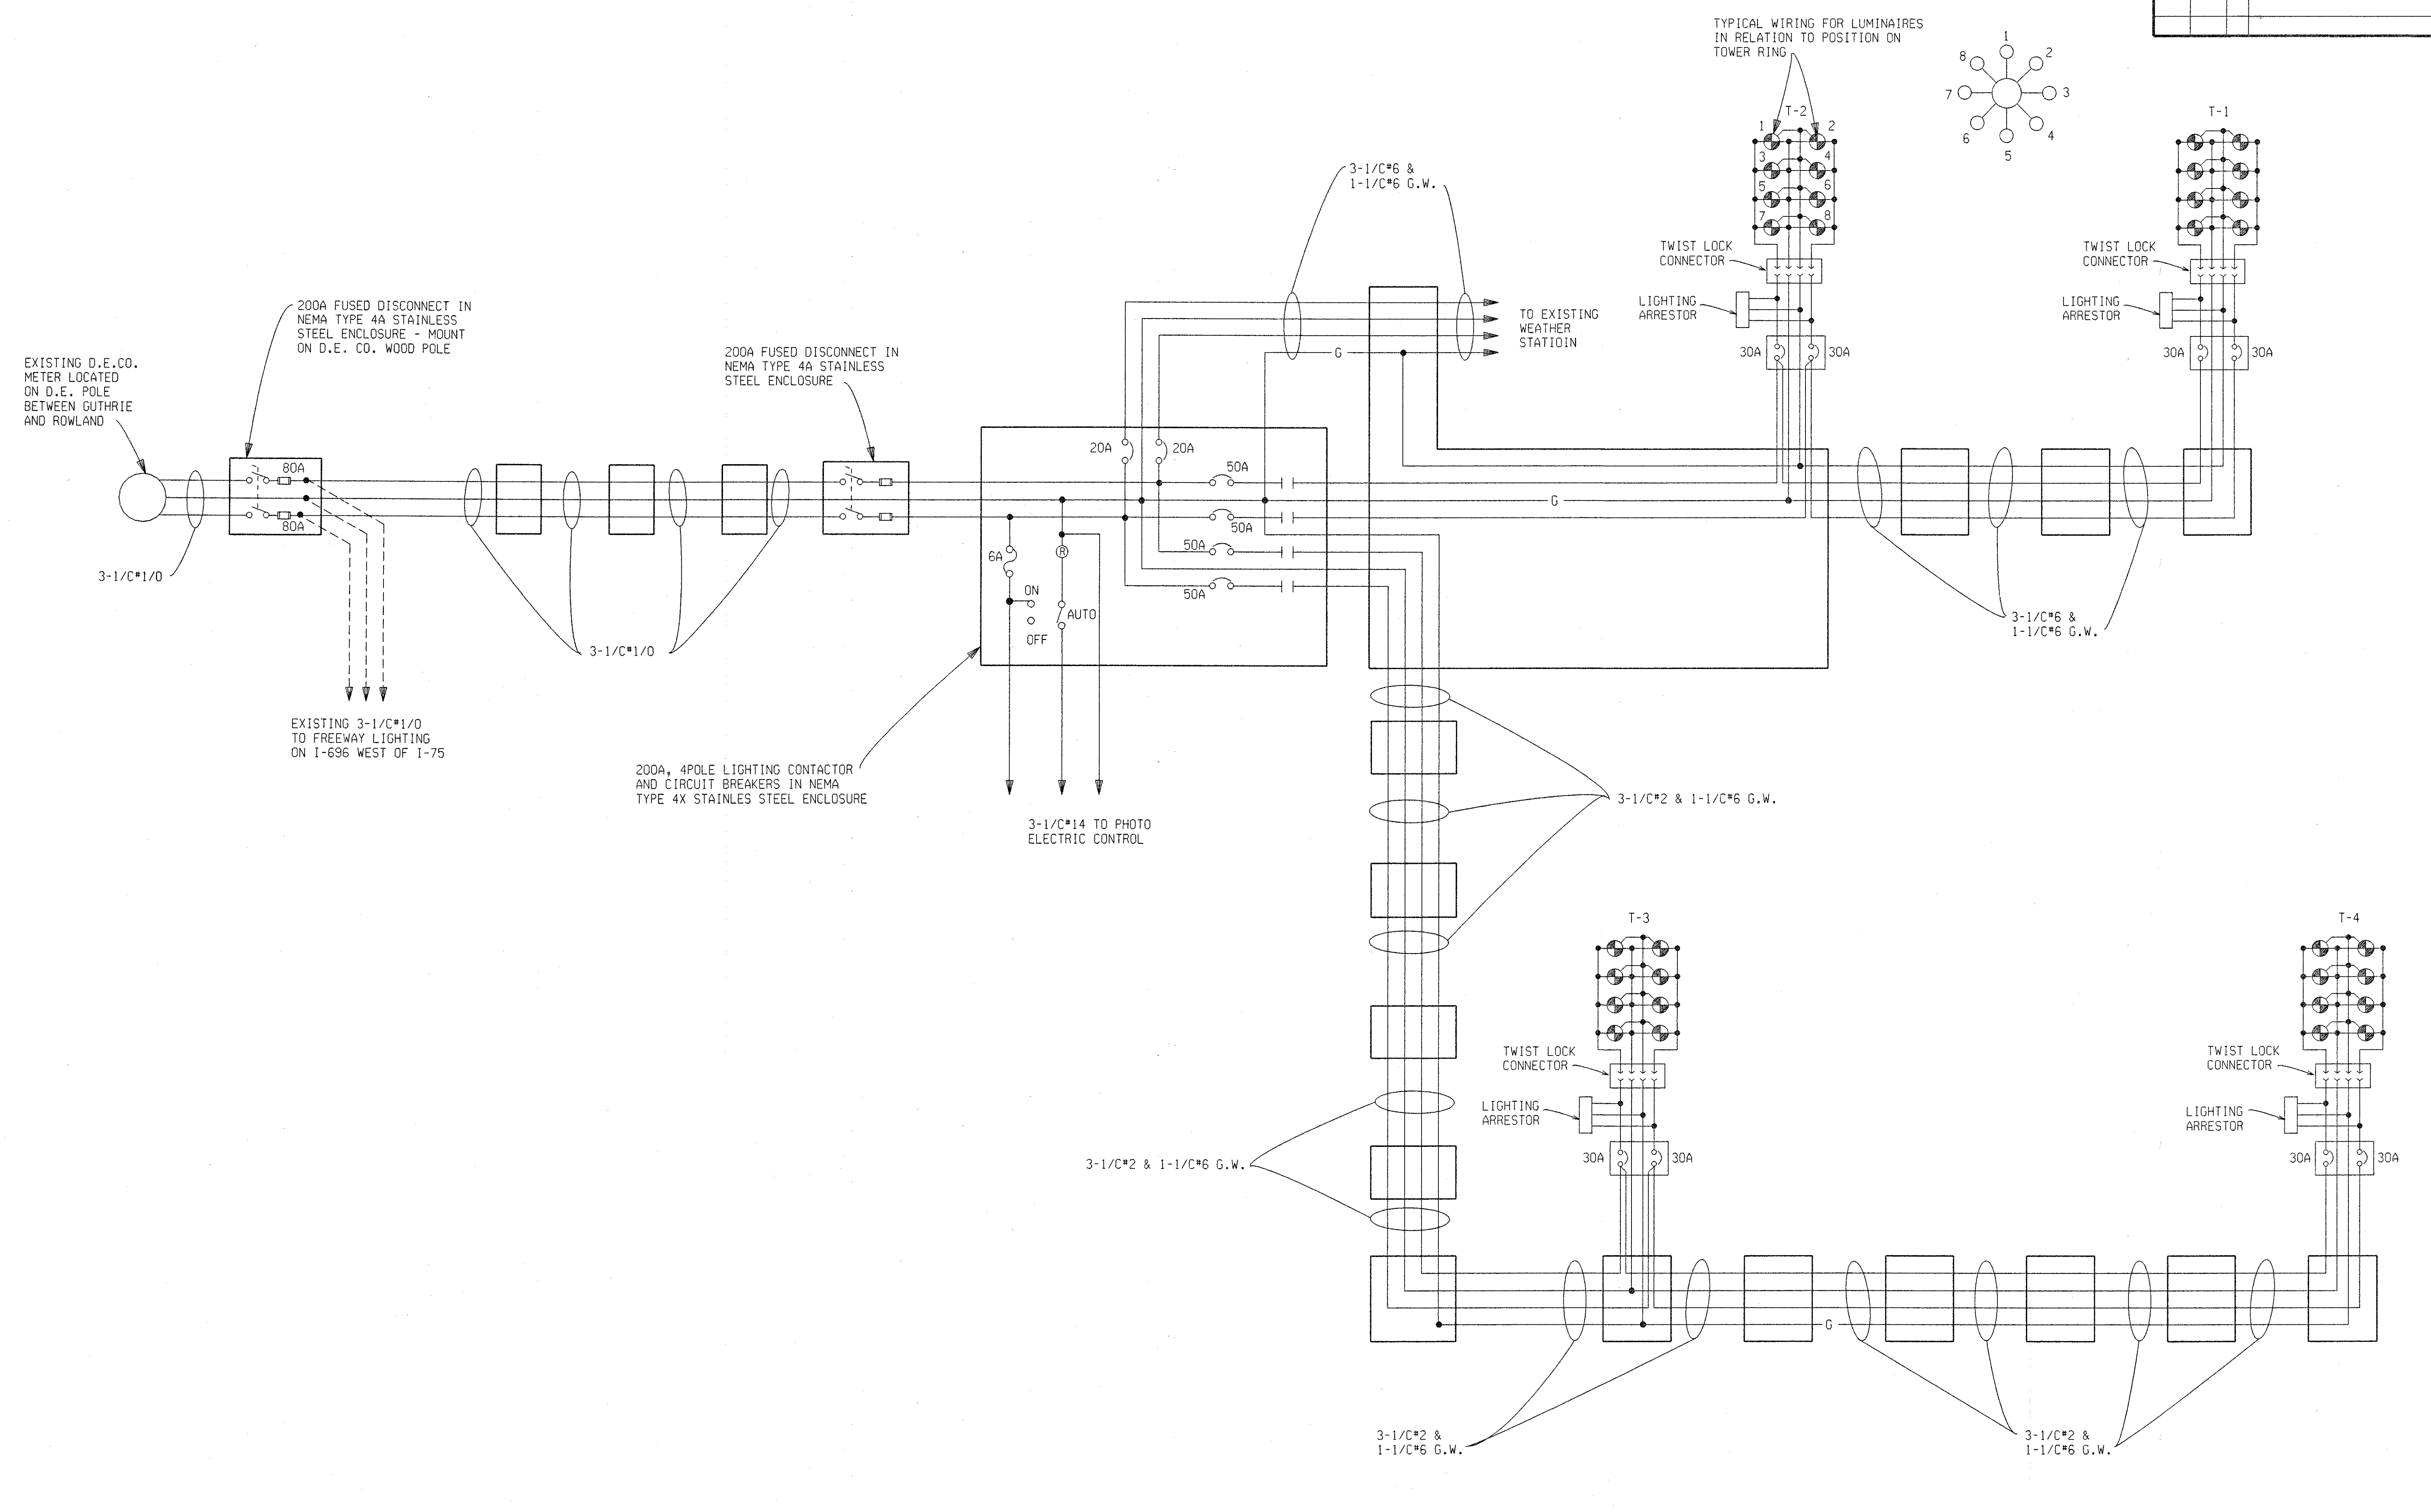 TYPICAL WIRING FOR LUMINAIRES
IN RELATION TO POSITION ON
TOWER RING
1
2
3
4
5
6
7
8
T-2
1
2
3
4
5
6
7
8
T-1
3-1/C#6 &
1-1/C#6 G.W.
TWIST LOCK
CONNECTOR
LIGHTING
ARRESTOR
30A
30A
TWIST LOCK
CONNECTOR
LIGHTING
ARRESTOR
30A
30A
TO EXISTING
WEATHER
STATIOIN
G
200A FUSED DISCONNECT IN
NEMA TYPE 4A STAINLESS
STEEL ENCLOSURE - MOUNT
ON D.E. CO. WOOD POLE
EXISTING D.E.CO.
METER LOCATED
ON D.E. POLE
BETWEEN GUTHRIE
AND ROWLAND
200A FUSED DISCONNECT IN
NEMA TYPE 4A STAINLESS
STEEL ENCLOSURE
80A
80A
3-1/C#1/0
3-1/C#1/0
20A
20A
50A
50A
50A
50A
G
6A
R
ON
OFF
AUTO
3-1/C#6 &
1-1/C#6 G.W.
EXISTING 3-1/C#1/0
TO FREEWAY LIGHTING
ON I-696 WEST OF I-75
200A, 4POLE LIGHTING CONTACTOR
AND CIRCUIT BREAKERS IN NEMA
TYPE 4X STAINLES STEEL ENCLOSURE
3-1/C#14 TO PHOTO
ELECTRIC CONTROL
3-1/C#2 & 1-1/C#6 G.W.
T-3
T-4
TWIST LOCK
CONNECTOR
LIGHTING
ARRESTOR
30A
30A
TWIST LOCK
CONNECTOR
LIGHTING
ARRESTOR
30A
30A
3-1/C#2 & 1-1/C#6 G.W.
G
3-1/C#2 &
1-1/C#6 G.W.
3-1/C#2 &
1-1/C#6 G.W.